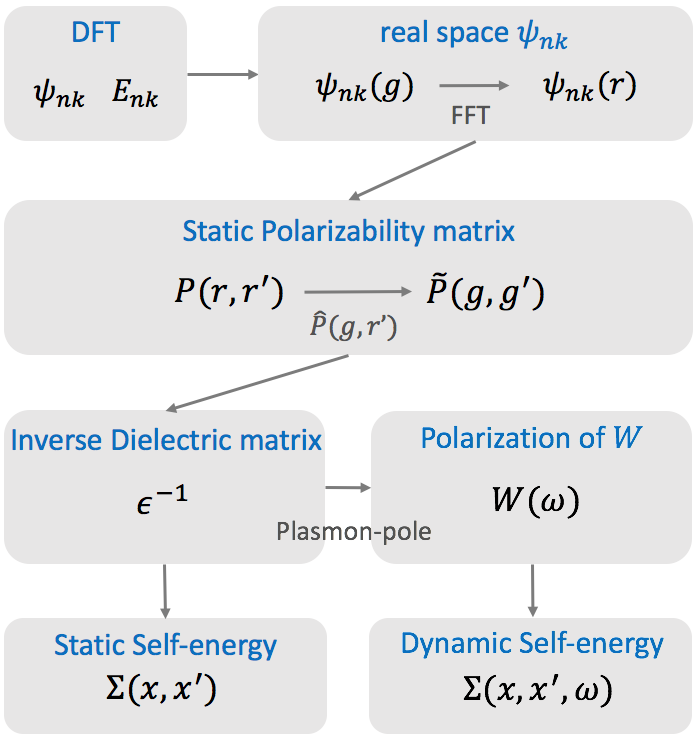 DFT
ψnk Enk
real space ψnk
ψnk(g) ψnk(r)
FFT
Static Polarizability matrix
P(r, r′) P̃(g, g′)
P̂(g, r')
Inverse Dielectric matrix
ϵ⁻¹
Plasmon-pole
Polarization of W
W(ω)
Static Self-energy
Σ(x, x′)
Dynamic Self-energy
Σ(x, x′, ω)